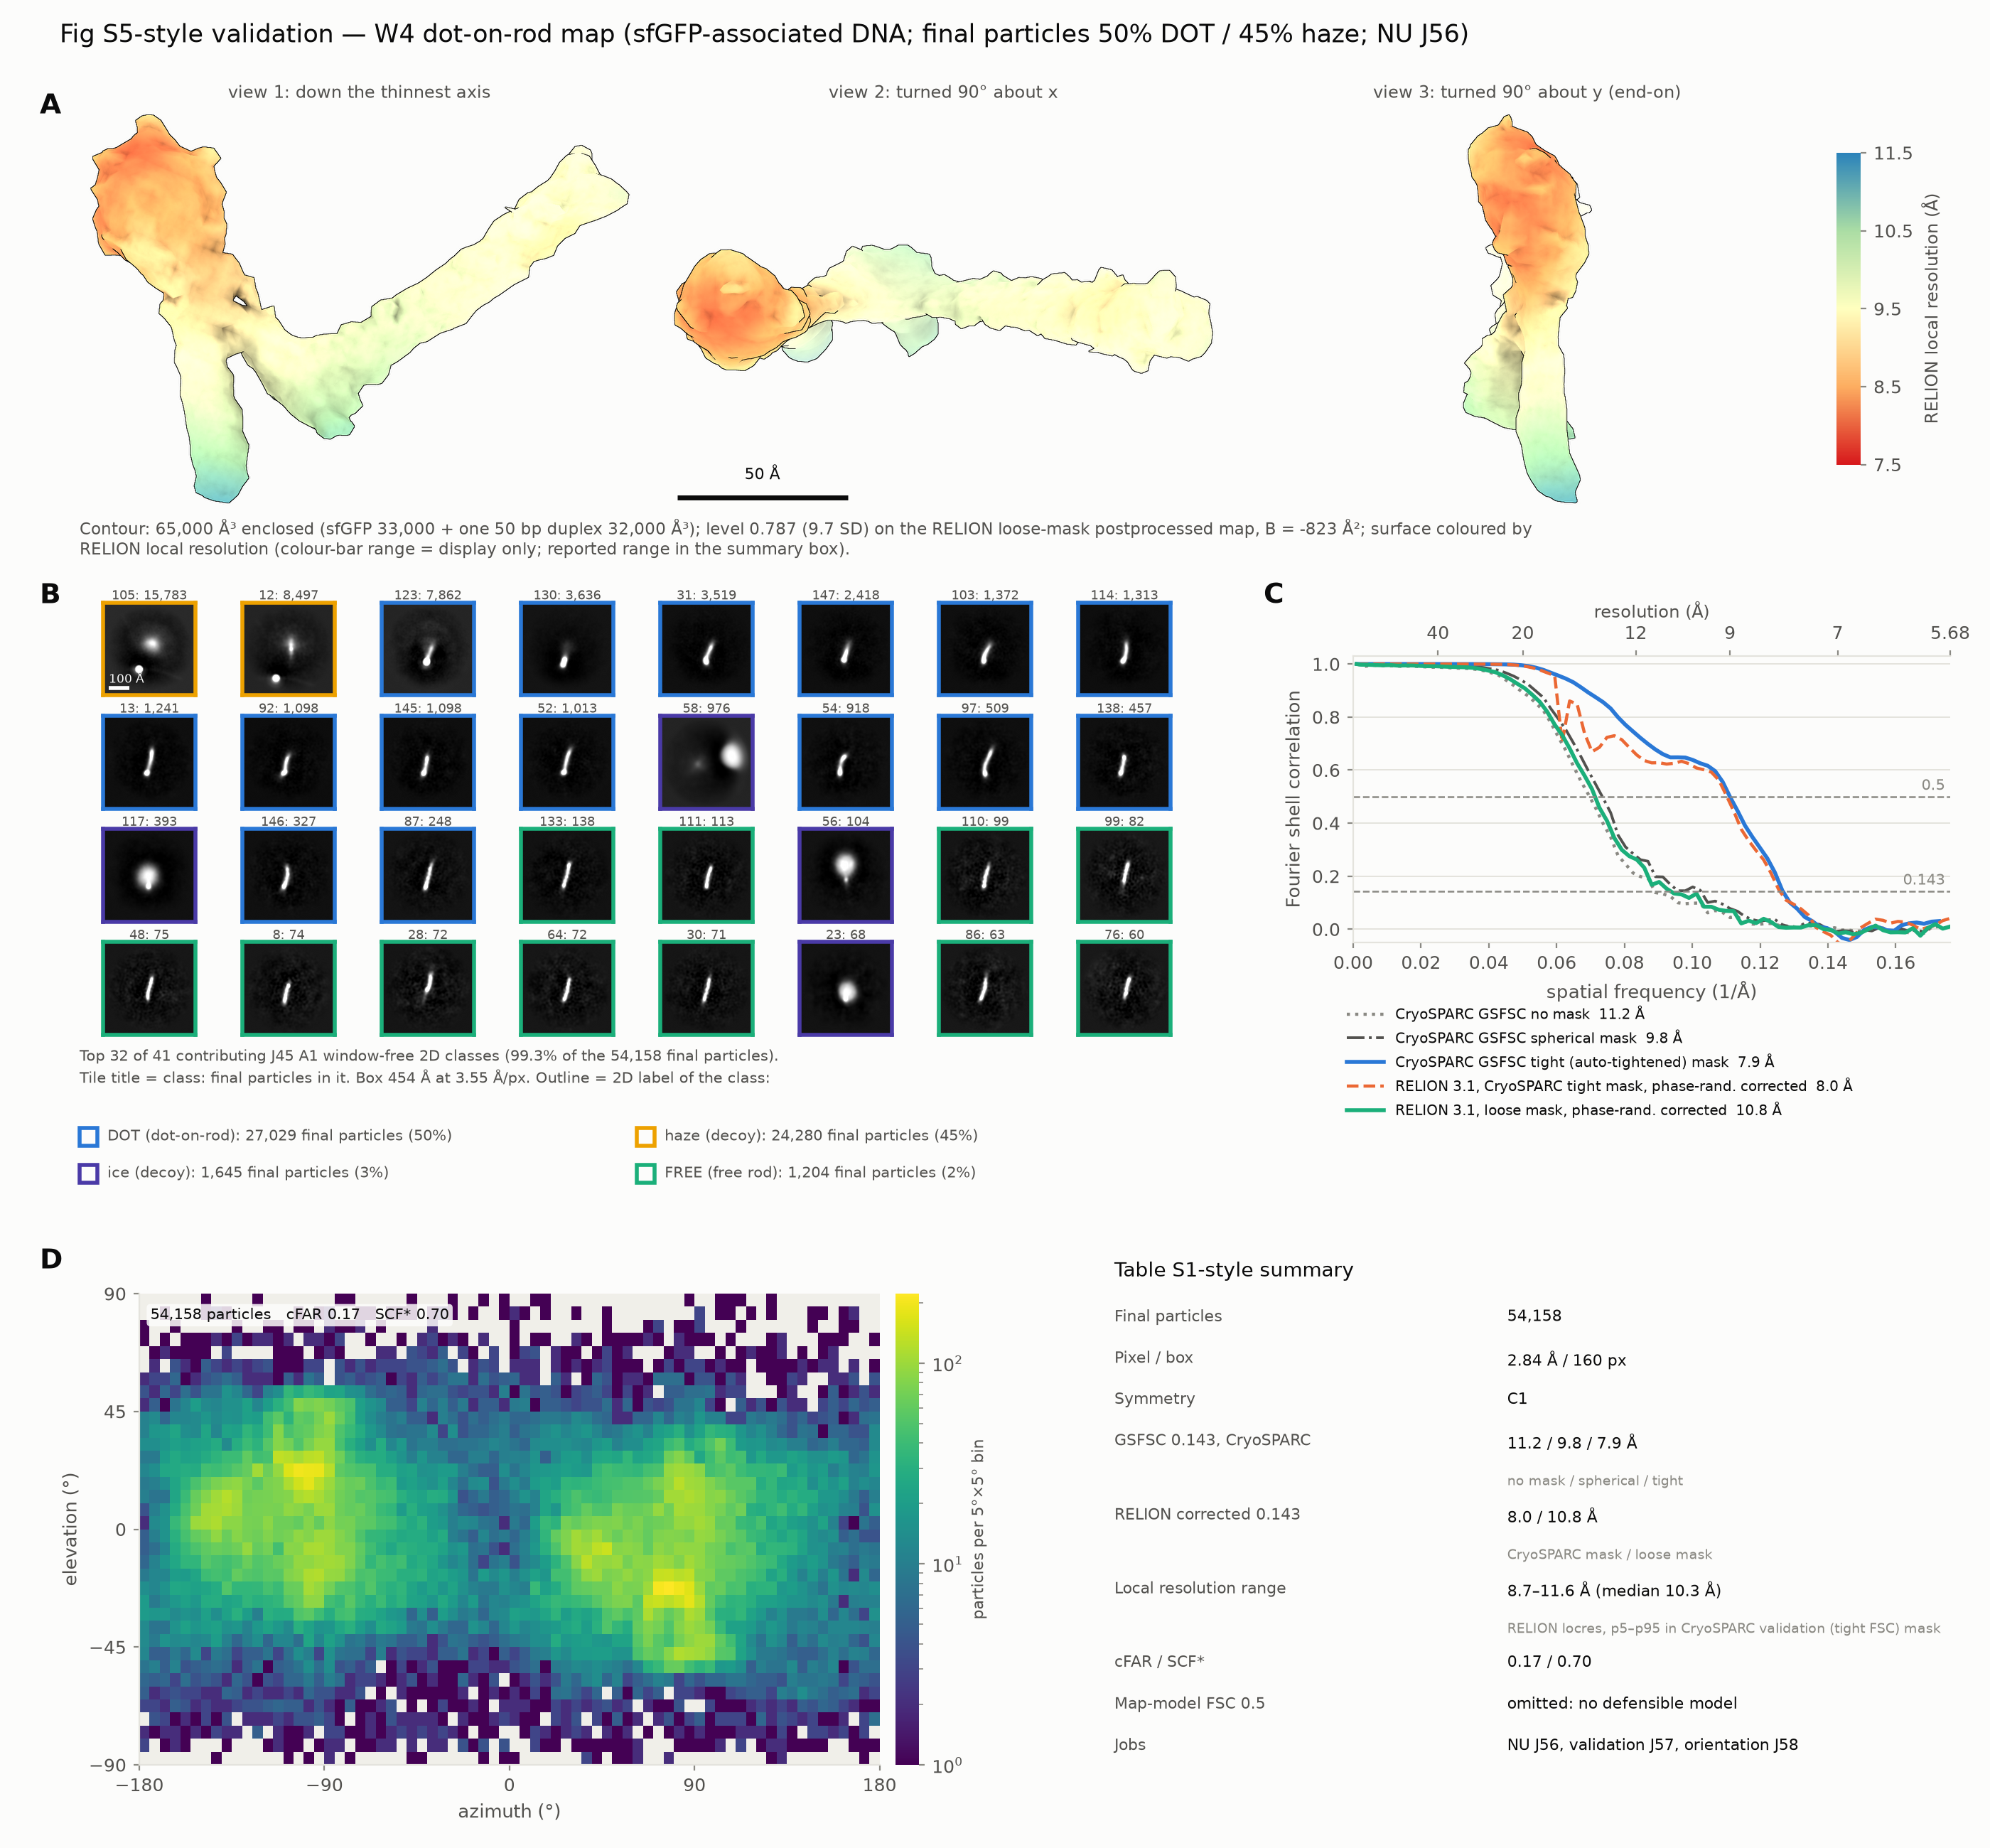 Fig S5-style validation — W4 dot-on-rod map (sfGFP-associated DNA; final particles 50% DOT / 45% haze; NU J56)
A
view 1: down the thinnest axis
view 2: turned 90° about x
view 3: turned 90° about y (end-on)
11.5
10.5
9.5
8.5
7.5
RELION local resolution (Å)
50 Å
Contour: 65,000 Å³ enclosed (sfGFP 33,000 + one 50 bp duplex 32,000 Å³); level 0.787 (9.7 SD) on the RELION loose-mask postprocessed map, B = -823 Å²; surface coloured by
RELION local resolution (colour-bar range = display only; reported range in the summary box).
B
105: 15,783
12: 8,497
123: 7,862
130: 3,636
31: 3,519
147: 2,418
103: 1,372
114: 1,313
100 Å
13: 1,241
92: 1,098
145: 1,098
52: 1,013
58: 976
54: 918
97: 509
138: 457
117: 393
146: 327
87: 248
133: 138
111: 113
56: 104
110: 99
99: 82
48: 75
8: 74
28: 72
64: 72
30: 71
23: 68
86: 63
76: 60
Top 32 of 41 contributing J45 A1 window-free 2D classes (99.3% of the 54,158 final particles).
Tile title = class: final particles in it. Box 454 Å at 3.55 Å/px. Outline = 2D label of the class:
DOT (dot-on-rod): 27,029 final particles (50%)
haze (decoy): 24,280 final particles (45%)
ice (decoy): 1,645 final particles (3%)
FREE (free rod): 1,204 final particles (2%)
C
resolution (Å)
40 20 12 9 7 5.68
1.0
0.8
0.6
0.4
0.2
0.0
0.5
0.143
Fourier shell correlation
0.00 0.02 0.04 0.06 0.08 0.10 0.12 0.14 0.16
spatial frequency (1/Å)
CryoSPARC GSFSC no mask 11.2 Å
CryoSPARC GSFSC spherical mask 9.8 Å
CryoSPARC GSFSC tight (auto-tightened) mask 7.9 Å
RELION 3.1, CryoSPARC tight mask, phase-rand. corrected 8.0 Å
RELION 3.1, loose mask, phase-rand. corrected 10.8 Å
D
54,158 particles cFAR 0.17 SCF* 0.70
90
45
0
−45
−90
elevation (°)
−180 −90 0 90 180
azimuth (°)
10²
10¹
10⁰
particles per 5°×5° bin
Table S1-style summary
Final particles 54,158
Pixel / box 2.84 Å / 160 px
Symmetry C1
GSFSC 0.143, CryoSPARC 11.2 / 9.8 / 7.9 Å
no mask / spherical / tight
RELION corrected 0.143 8.0 / 10.8 Å
CryoSPARC mask / loose mask
Local resolution range 8.7–11.6 Å (median 10.3 Å)
RELION locres, p5–p95 in CryoSPARC validation (tight FSC) mask
cFAR / SCF* 0.17 / 0.70
Map-model FSC 0.5 omitted: no defensible model
Jobs NU J56, validation J57, orientation J58